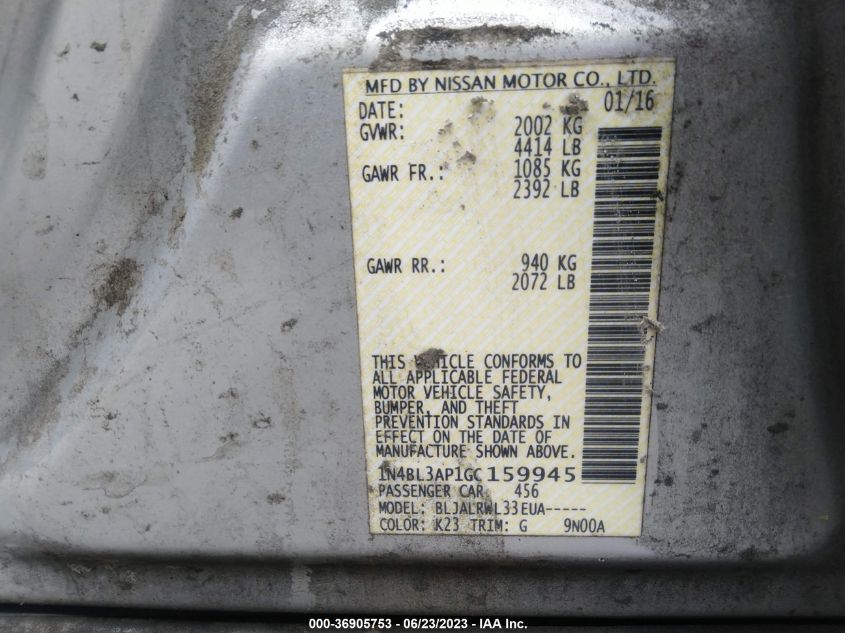 MFD BY NISSAN MOTOR CO., LTD.
DATE: 01/16
GVWR: 2002 KG
4414 LB
GAWR FR.: 1085 KG
2392 LB
GAWR RR.: 940 KG
2072 LB
THIS VEHICLE CONFORMS TO
ALL APPLICABLE FEDERAL
MOTOR VEHICLE SAFETY,
BUMPER, AND THEFT
PREVENTION STANDARDS IN
EFFECT ON THE DATE OF
MANUFACTURE SHOWN ABOVE.
1N4BL3AP1GC159945
PASSENGER CAR 456
MODEL: BLJALRWL33EUA-----
COLOR: K23 TRIM: G 9N00A
000-36905753 - 06/23/2023 - IAA Inc.